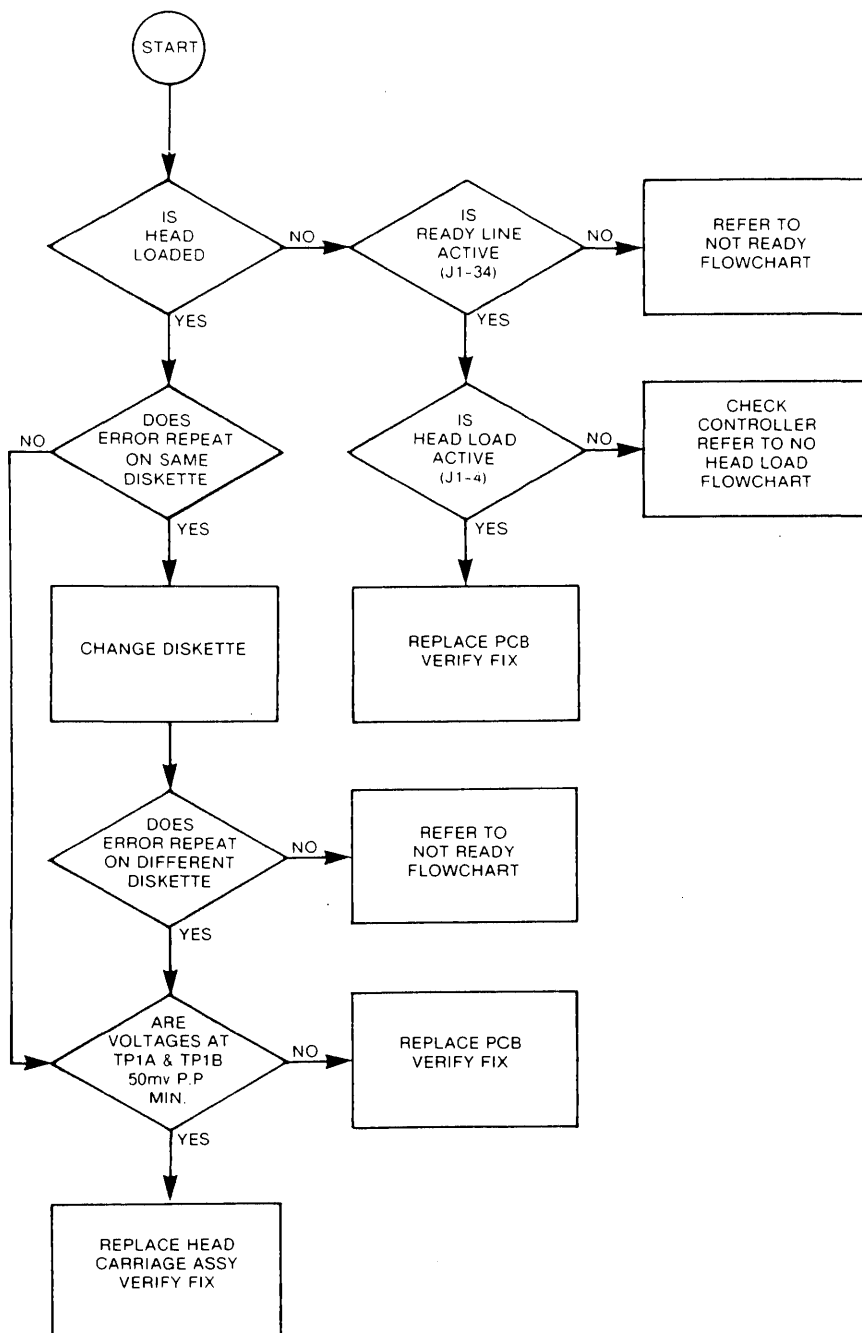 START
IS
HEAD
LOADED
NO
YES
IS
READY LINE
ACTIVE
(J1-34)
NO
YES
REFER TO
NOT READY
FLOWCHART
DOES
ERROR REPEAT
ON SAME
DISKETTE
NO
YES
IS
HEAD LOAD
ACTIVE
(J1-4)
NO
YES
CHECK
CONTROLLER
REFER TO NO
HEAD LOAD
FLOWCHART
CHANGE DISKETTE
REPLACE PCB
VERIFY FIX
DOES
ERROR REPEAT
ON DIFFERENT
DISKETTE
NO
YES
REFER TO
NOT READY
FLOWCHART
ARE
VOLTAGES AT
TP1A & TP1B
50mv P.P
MIN.
NO
YES
REPLACE PCB
VERIFY FIX
REPLACE HEAD
CARRIAGE ASSY
VERIFY FIX